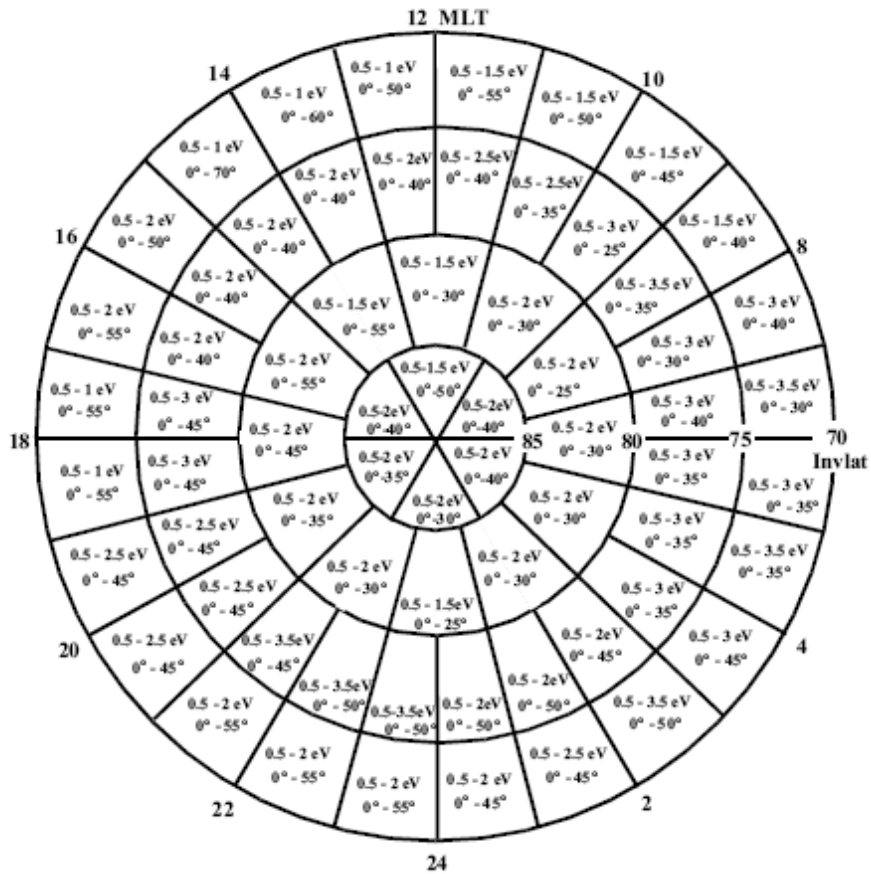 12 MLT
0.5 - 1 eV
0° - 50°
0.5 - 1.5 eV
0° - 55°
14
0.5 - 1 eV
0° - 60°
0.5 - 1.5 eV
0° - 50°
10
0.5 - 1 eV
0° - 70°
0.5 - 2 eV
0° - 40°
0.5 - 2eV
0° - 40°
0.5 - 2.5eV
0° - 40°
0.5 - 2.5eV
0° - 35°
0.5 - 1.5 eV
0° - 45°
16
0.5 - 2 eV
0° - 50°
0.5 - 2 eV
0° - 40°
0.5 - 3 eV
0° - 25°
0.5 - 1.5 eV
0° - 40°
8
0.5 - 2 eV
0° - 40°
0.5 - 1.5 eV
0° - 30°
0.5 - 3.5 eV
0° - 35°
0.5 - 2 eV
0° - 55°
0.5 - 1.5 eV
0° - 55°
0.5 - 2 eV
0° - 30°
0.5 - 3 eV
0° - 40°
0.5 - 2 eV
0° - 40°
0.5 - 2 eV
0° - 55°
0.5-1.5 eV
0°-50°
0.5 - 2 eV
0° - 25°
0.5 - 3 eV
0° - 30°
0.5 - 1 eV
0° - 55°
0.5 - 3 eV
0° - 45°
0.5-2eV
0°-40°
0.5-2eV
0°-40°
0.5 - 3 eV
0° - 40°
0.5 - 3.5 eV
0° - 30°
18
0.5 - 2 eV
0° - 45°
85
0.5 - 2 eV
0° - 30°
80
75
70
Invlat
0.5 - 1 eV
0° - 55°
0.5 - 3 eV
0° - 45°
0.5-2 eV
0°-35°
0.5-2 eV
0°-40°
0.5 - 3 eV
0° - 35°
0.5 - 3 eV
0° - 35°
0.5 - 2 eV
0° - 35°
0.5-2 eV
0°-30°
0.5 - 2 eV
0° - 30°
0.5 - 2.5 eV
0° - 45°
0.5 - 2.5 eV
0° - 45°
0.5 - 3 eV
0° - 35°
0.5 - 3.5 eV
0° - 35°
0.5 - 2.5 eV
0° - 45°
0.5 - 2 eV
0° - 30°
0.5 - 2 eV
0° - 30°
0.5 - 3 eV
0° - 35°
20
0.5 - 2.5 eV
0° - 45°
0.5 - 3.5eV
0° - 45°
0.5 - 1.5eV
0° - 25°
0.5 - 2eV
0° - 45°
0.5 - 3 eV
0° - 45°
4
0.5 - 2 eV
0° - 55°
0.5 - 3.5eV
0° - 50°
0.5-3.5eV
0° - 50°
0.5 - 2eV
0° - 50°
0.5 - 2eV
0° - 50°
0.5 - 3.5 eV
0° - 50°
22
0.5 - 2 eV
0° - 55°
0.5 - 2 eV
0° - 55°
0.5 - 2 eV
0° - 45°
0.5 - 2.5 eV
0° - 45°
2
24